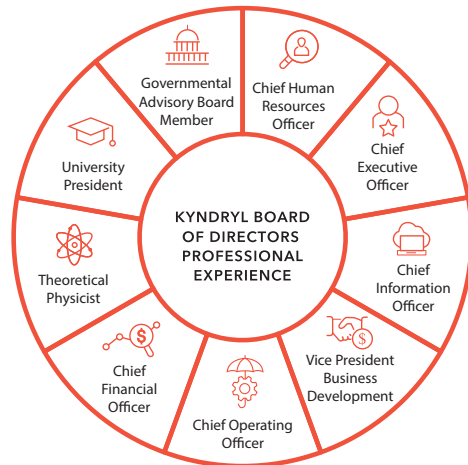 KYNDRYL BOARD
OF DIRECTORS
PROFESSIONAL
EXPERIENCE
Governmental
Advisory Board
Member
Chief Human
Resources
Officer
Chief
Executive
Officer
Chief
Information
Officer
Vice President
Business
Development
Chief Operating
Officer
Chief
Financial
Officer
Theoretical
Physicist
University
President
$
$